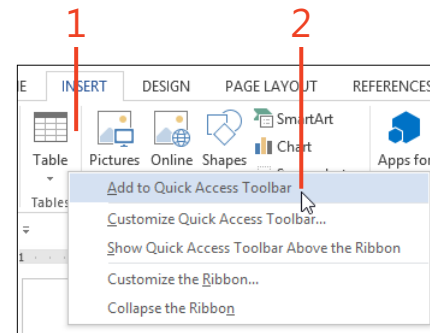 1 2
INSERT DESIGN PAGE LAYOUT REFERENCES
SmartArt
Chart
Table Pictures Online Shapes Apps for
Tables
Add to Quick Access Toolbar
Customize Quick Access Toolbar...
Show Quick Access Toolbar Above the Ribbon
1
Customize the Ribbon...
Collapse the Ribbon